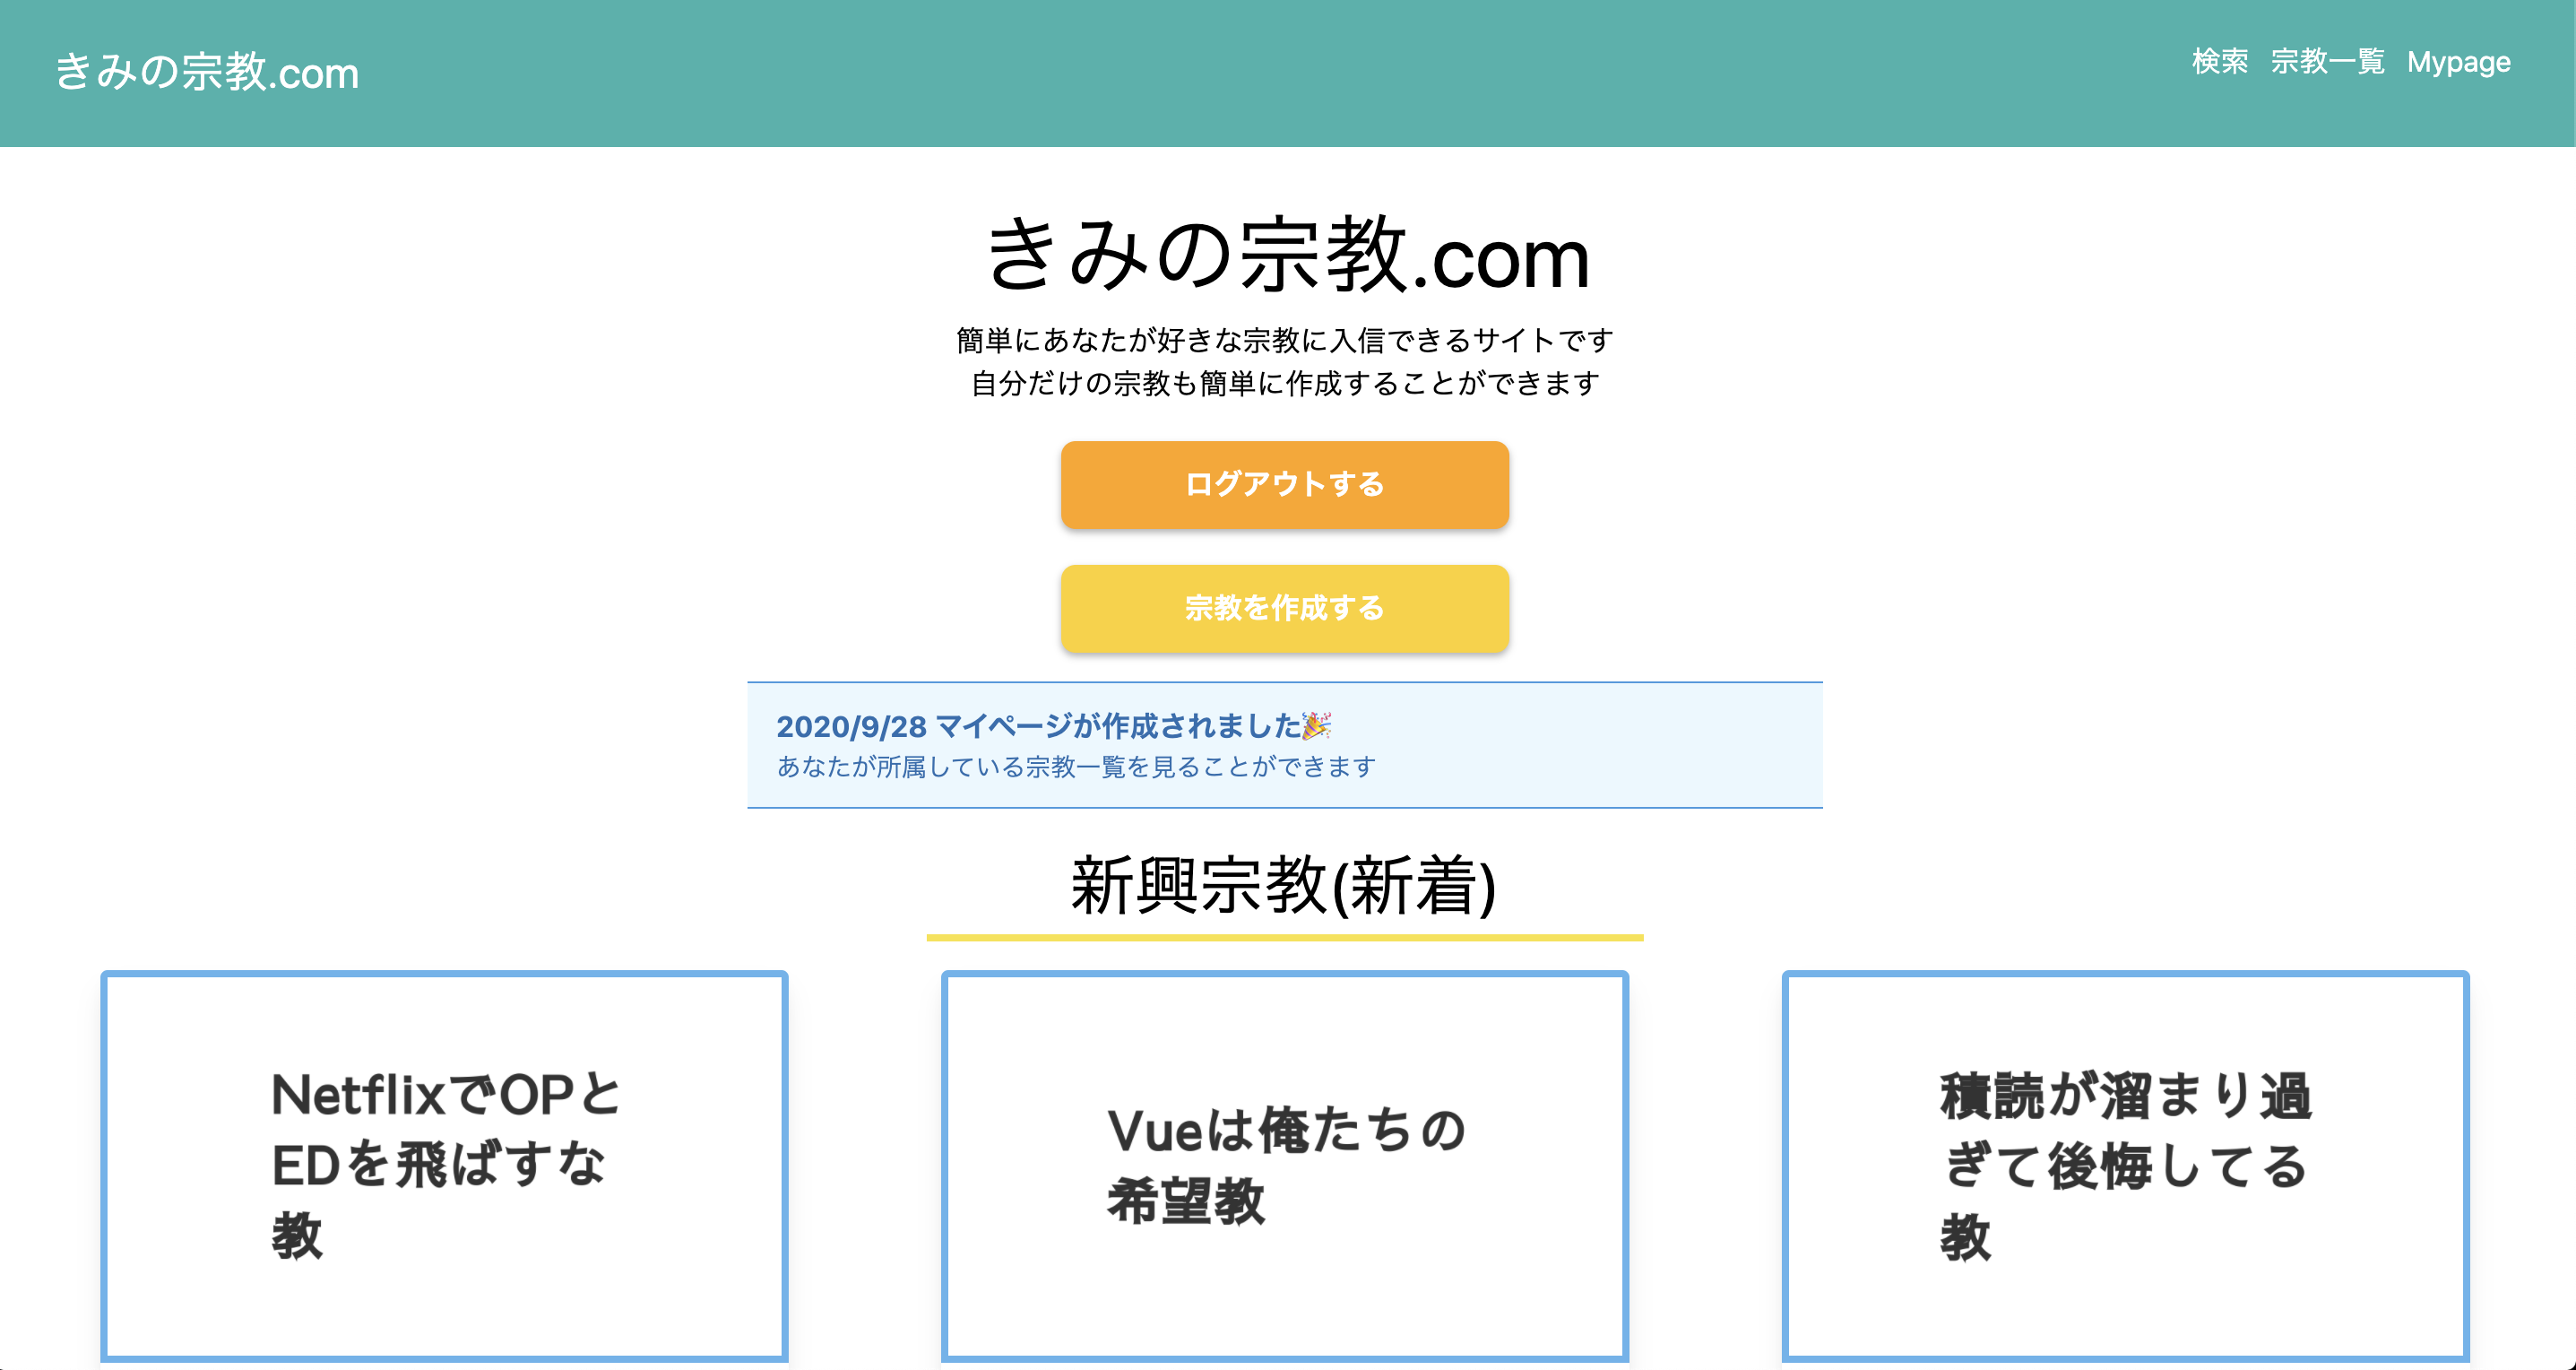 きみの宗教.com
検索 宗教一覧 Mypage
きみの宗教.com
簡単にあなたが好きな宗教に入信できるサイトです
自分だけの宗教も簡単に作成することができます
ログアウトする
宗教を作成する
2020/9/28 マイページが作成されました🎉
あなたが所属している宗教一覧を見ることができます
新興宗教(新着)
NetflixでOPと
EDを飛ばすな
教
Vueは俺たちの
希望教
積読が溜まり過
ぎて後悔してる
教